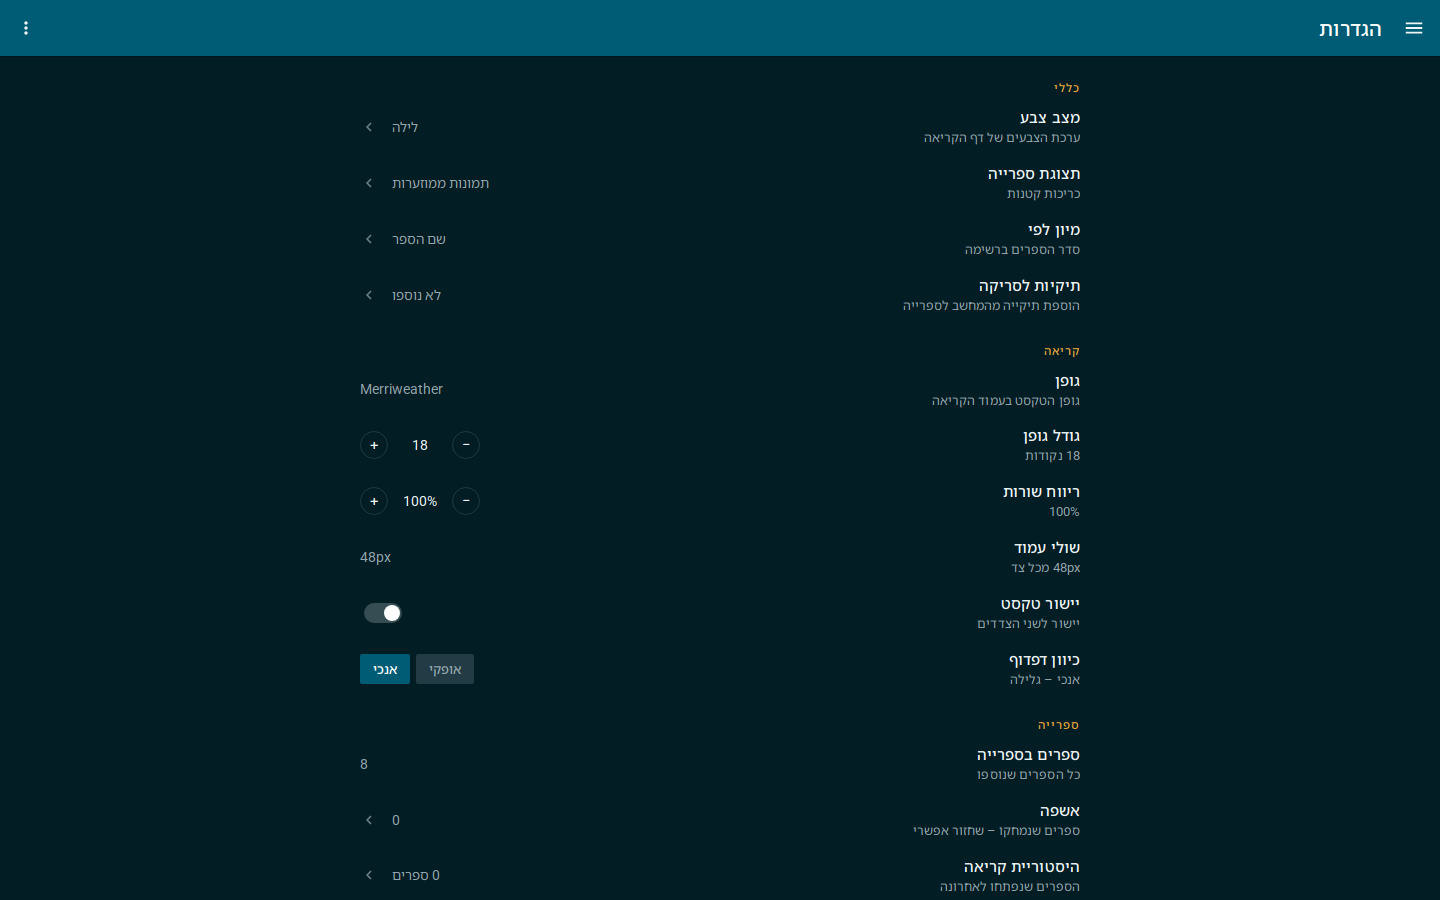 הגדרות
כללי
מצב צבע
ערכת הצבעים של דף הקריאה
לילה
תצוגת ספרייה
כריכות קטנות
תמונות ממוזערות
מיון לפי
סדר הספרים ברשימה
שם הספר
תיקיות לסריקה
הוספת תיקייה מהמחשב לספרייה
לא נוספו
קריאה
גופן
גופן הטקסט בעמוד הקריאה
Merriweather
גודל גופן
18 נקודות
− 18 +
ריווח שורות
100%
− 100% +
שולי עמוד
48px מכל צד
48px
יישור טקסט
יישור לשני הצדדים
כיוון דפדוף
אנכי – גלילה
אופקי
אנכי
ספרייה
ספרים בספרייה
כל הספרים שנוספו
8
אשפה
ספרים שנמחקו – שחזור אפשרי
0
היסטוריית קריאה
הספרים שנפתחו לאחרונה
0 ספרים